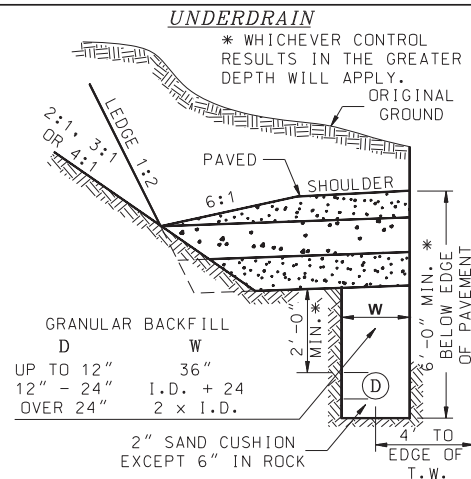 UNDERDRAIN
* WHICHEVER CONTROL
RESULTS IN THE GREATER
DEPTH WILL APPLY.
ORIGINAL
GROUND
2:1, 3:1
OR 4:1
LEDGE 1:2
PAVED
SHOULDER
6:1
6'-0" MIN. *
BELOW EDGE
OF PAVEMENT
2'-0"
MIN. *
W
GRANULAR BACKFILL
D W
UP TO 12" 36"
12" - 24" I.D. + 24
OVER 24" 2 x I.D.
D
2" SAND CUSHION
EXCEPT 6" IN ROCK
4' TO
EDGE OF
T.W.